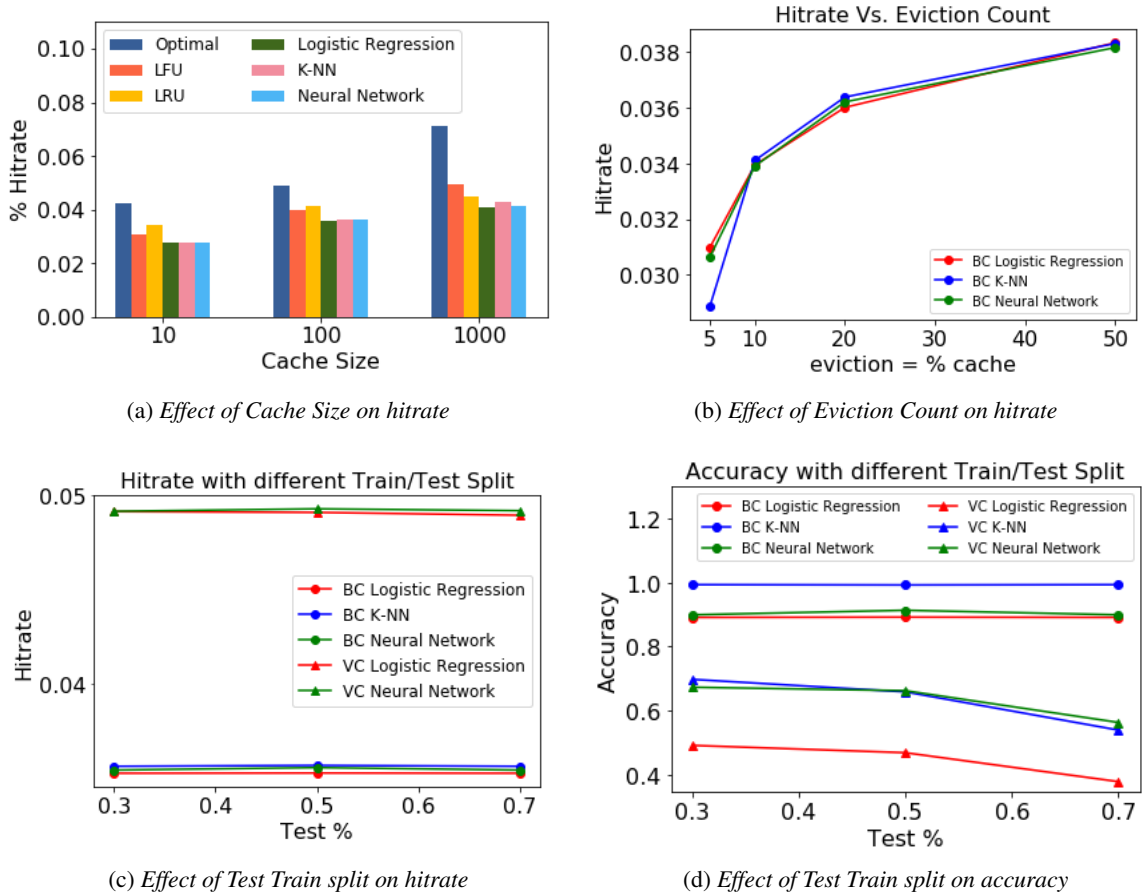 Optimal
LFU
LRU
Logistic Regression
K-NN
Neural Network
0.10
0.08
0.06
0.04
0.02
0.00
% Hitrate
10
100
1000
Cache Size
(a) Effect of Cache Size on hitrate
Hitrate Vs. Eviction Count
0.038
0.036
0.034
0.032
0.030
Hitrate
BC Logistic Regression
BC K-NN
BC Neural Network
5
10
20
30
40
50
eviction = % cache
(b) Effect of Eviction Count on hitrate
Hitrate with different Train/Test Split
0.05
0.04
Hitrate
BC Logistic Regression
BC K-NN
BC Neural Network
VC Logistic Regression
VC Neural Network
0.3
0.4
0.5
0.6
0.7
Test %
(c) Effect of Test Train split on hitrate
Accuracy with different Train/Test Split
BC Logistic Regression
BC K-NN
BC Neural Network
VC Logistic Regression
VC K-NN
VC Neural Network
1.2
1.0
0.8
0.6
0.4
Accuracy
0.3
0.4
0.5
0.6
0.7
Test %
(d) Effect of Test Train split on accuracy